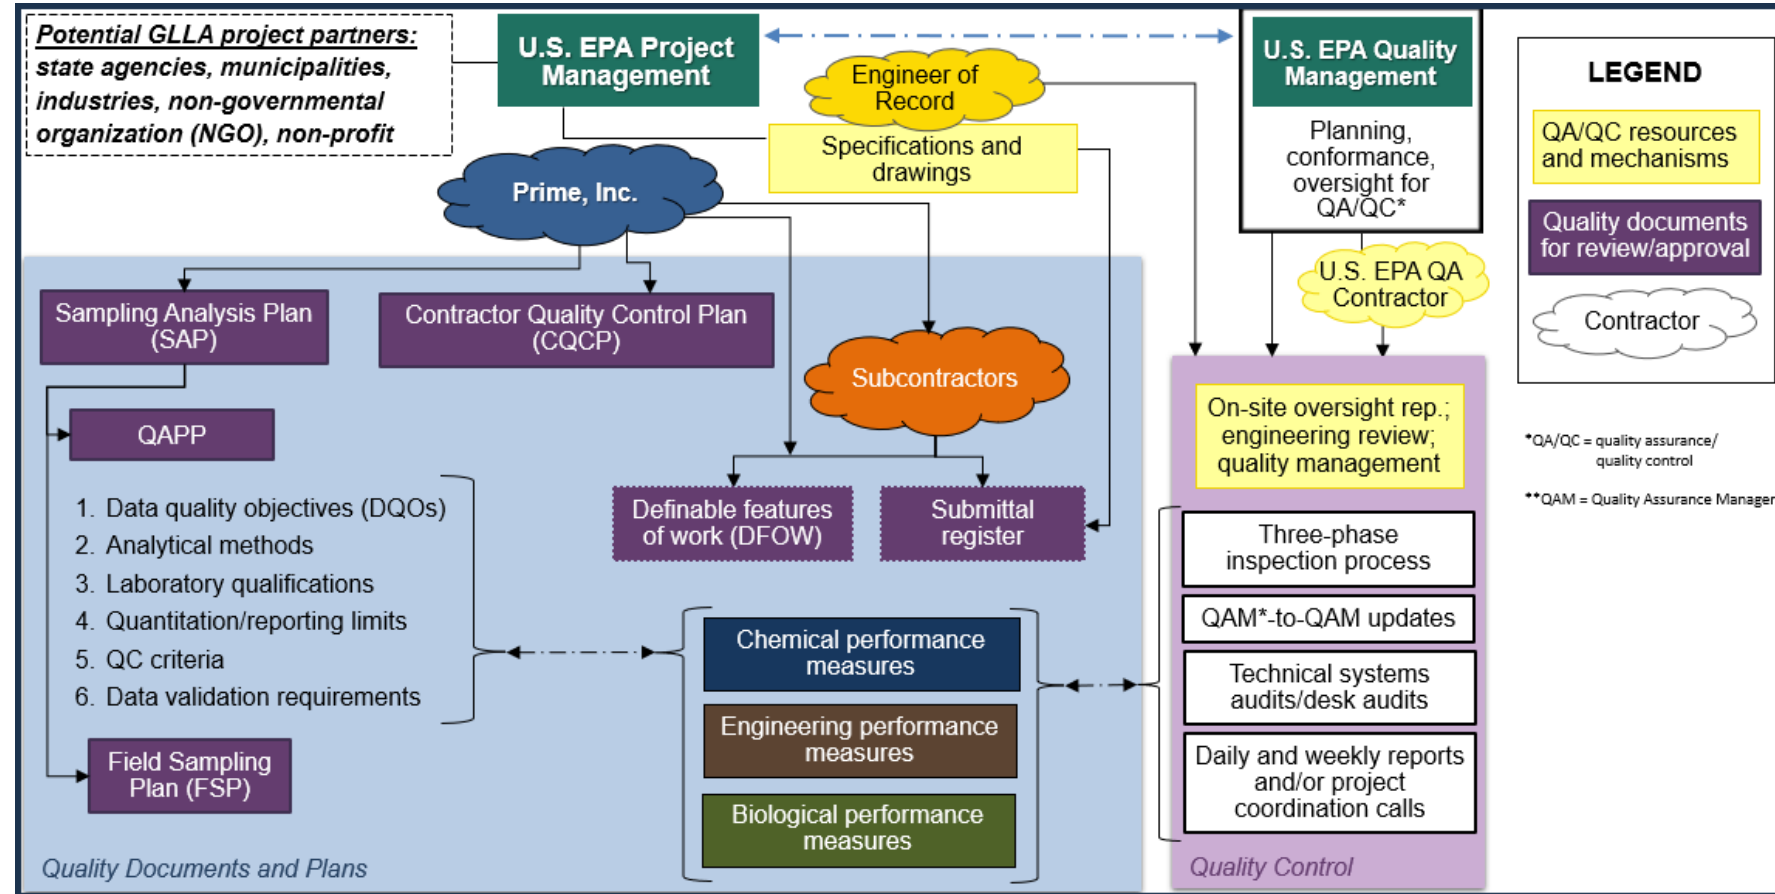 Potential GLLA project partners:
state agencies, municipalities,
industries, non-governmental
organization (NGO), non-profit
U.S. EPA Project
Management
Engineer of
Record
Specifications and
drawings
U.S. EPA Quality
Management
Planning,
conformance,
oversight for
QA/QC*
U.S. EPA QA
Contractor
LEGEND
QA/QC resources
and mechanisms
Quality documents
for review/approval
Contractor
*QA/QC = quality assurance/
quality control
**QAM = Quality Assurance Manager
Prime, Inc.
Sampling Analysis Plan
(SAP)
Contractor Quality Control Plan
(CQCP)
Subcontractors
QAPP
1. Data quality objectives (DQOs)
2. Analytical methods
3. Laboratory qualifications
4. Quantitation/reporting limits
5. QC criteria
6. Data validation requirements
Field Sampling
Plan (FSP)
Definable features
of work (DFOW)
Submittal
register
Chemical performance
measures
Engineering performance
measures
Biological performance
measures
Quality Documents and Plans
On-site oversight rep.;
engineering review;
quality management
Three-phase
inspection process
QAM*-to-QAM updates
Technical systems
audits/desk audits
Daily and weekly reports
and/or project
coordination calls
Quality Control